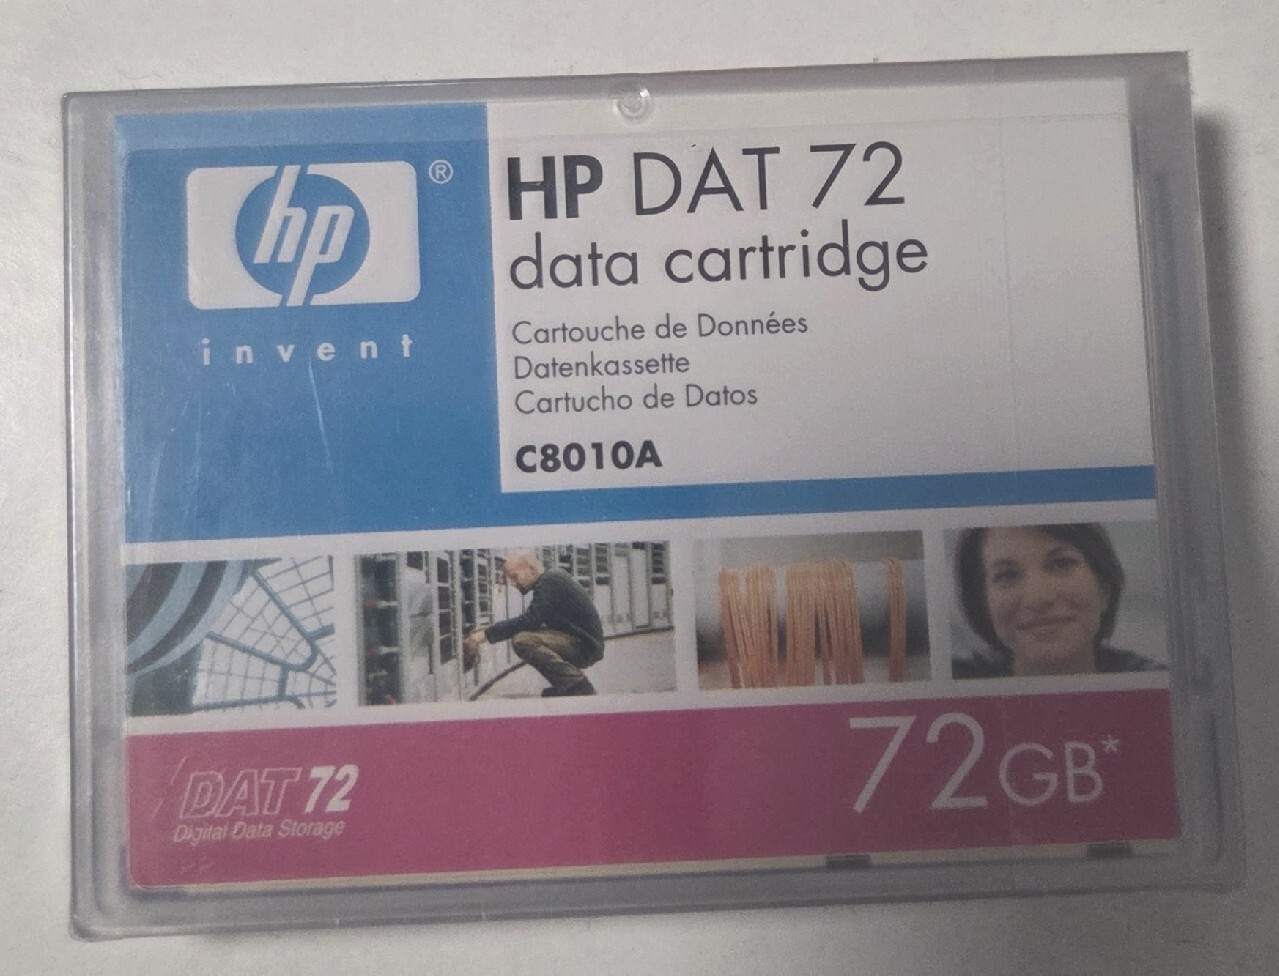 hp®
invent
HP DAT 72
data cartridge
Cartouche de Données
Datenkassette
Cartucho de Datos
C8010A
DAT 72
Digital Data Storage
72GB*